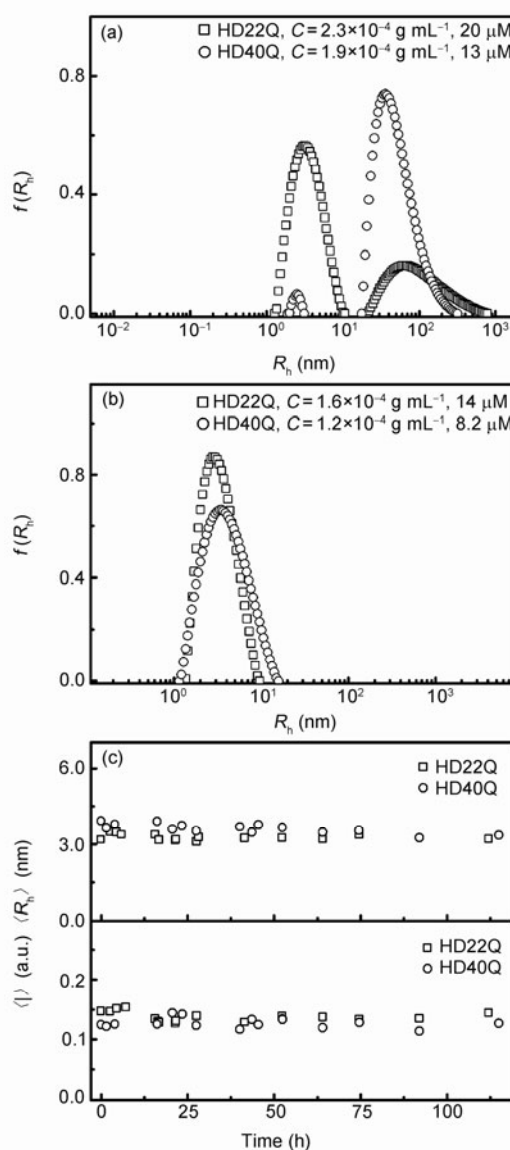 (a)
HD22Q, C = 2.3×10⁻⁴ g mL⁻¹, 20 μM
HD40Q, C = 1.9×10⁻⁴ g mL⁻¹, 13 μM
0.8
0.4
0.0
f (Rₕ)
10⁻² 10⁻¹ 10⁰ 10¹ 10² 10³
Rₕ (nm)
(b)
HD22Q, C = 1.6×10⁻⁴ g mL⁻¹, 14 μM
HD40Q, C = 1.2×10⁻⁴ g mL⁻¹, 8.2 μM
0.8
0.4
0.0
f (Rₕ)
10⁰ 10¹ 10² 10³
Rₕ (nm)
(c)
HD22Q
HD40Q
6.0
3.0
0.0
⟨I⟩ (a.u.) ⟨Rₕ⟩ (nm)
HD22Q
HD40Q
0.2
0.1
0.0
0 25 50 75 100
Time (h)